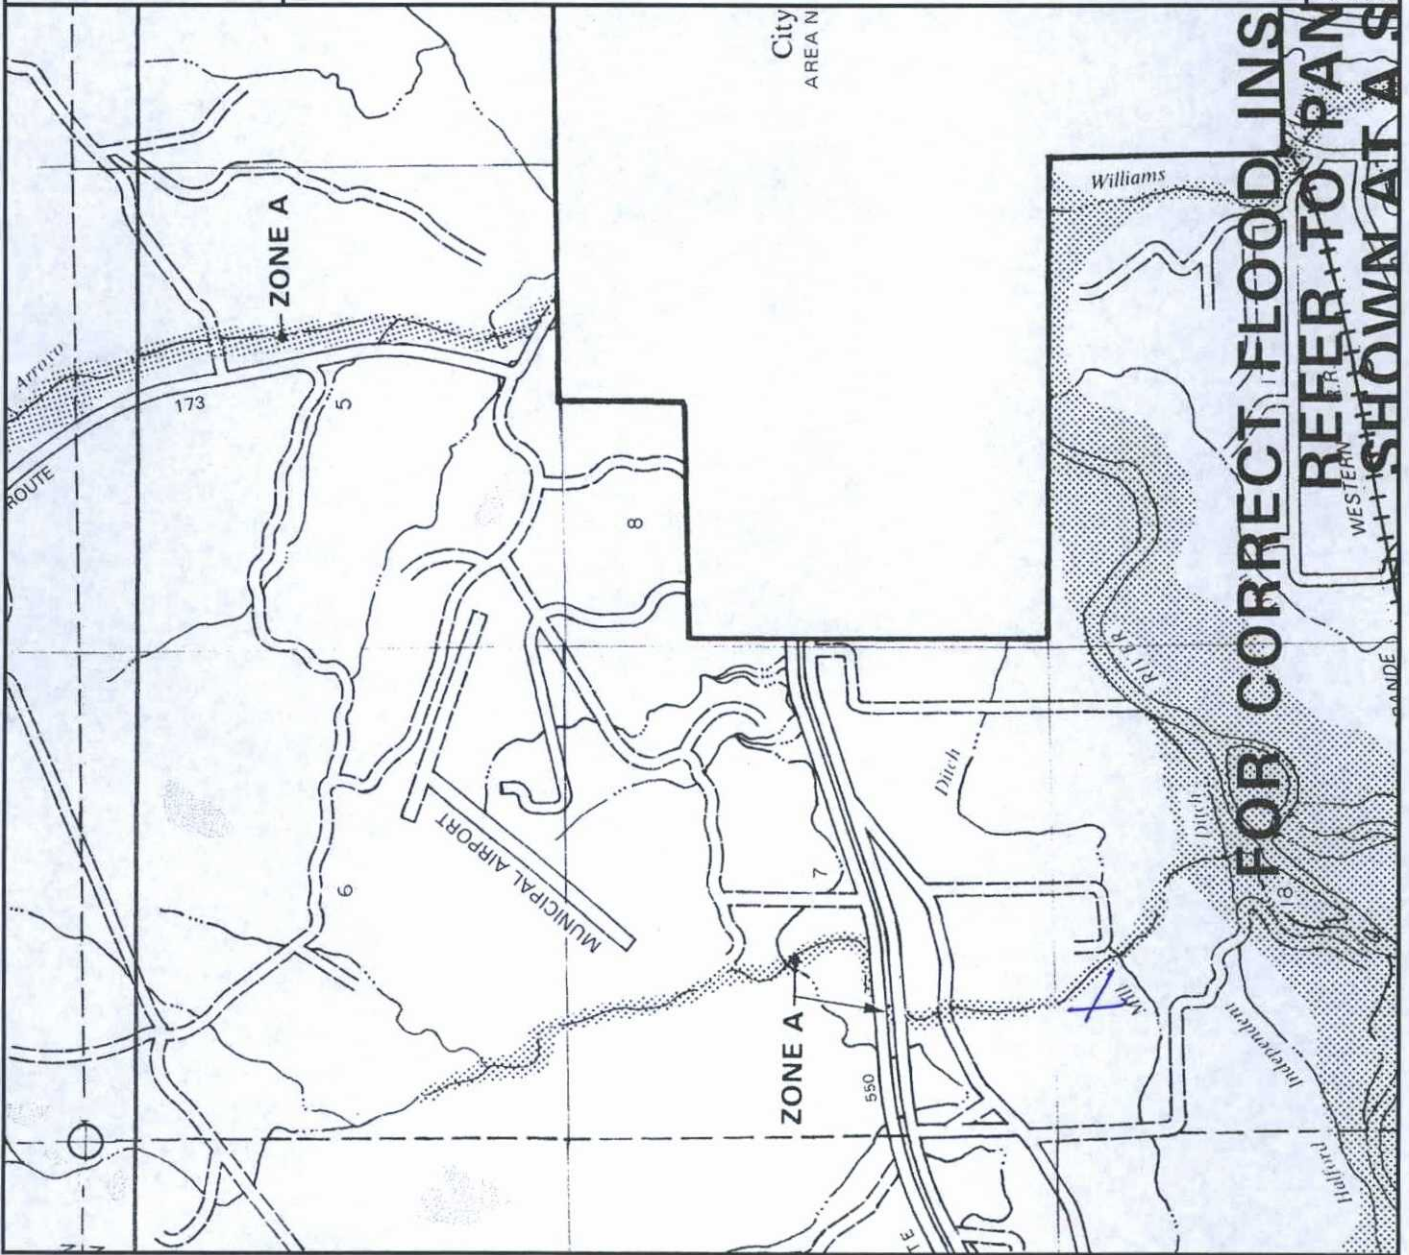 City
AREA N
FOR CORRECT FLOOD INS
REFER TO PAN
SHOWN AT A S
Williams
ZONE A
Arroyo
173
ROUTE
5
8
WESTERN
RIVER
Ditch
Ditch
7
MUNICIPAL AIRPORT
6
18
ZONE A
Mill
Independent
550
Halford